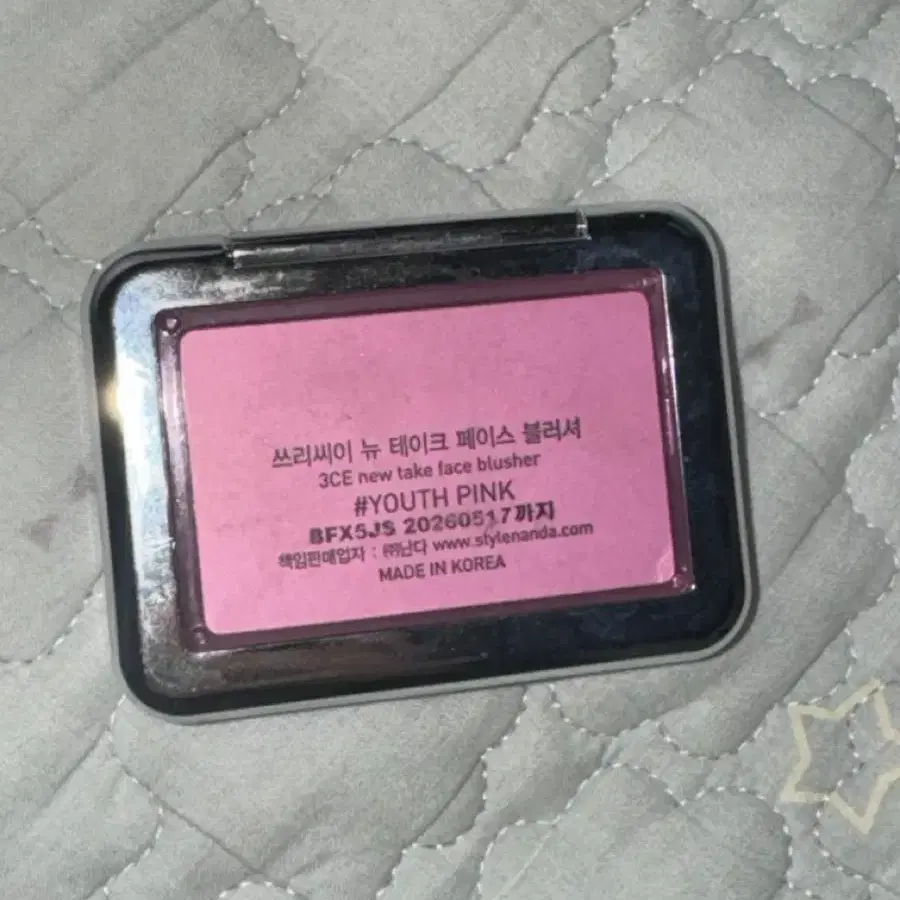 쓰리씨이 뉴 테이크 페이스 블러셔
3CE new take face blusher
#YOUTH PINK
BFX5JS 20260517까지
책임판매업자 : ㈜난다 www.stylenanda.com
MADE IN KOREA